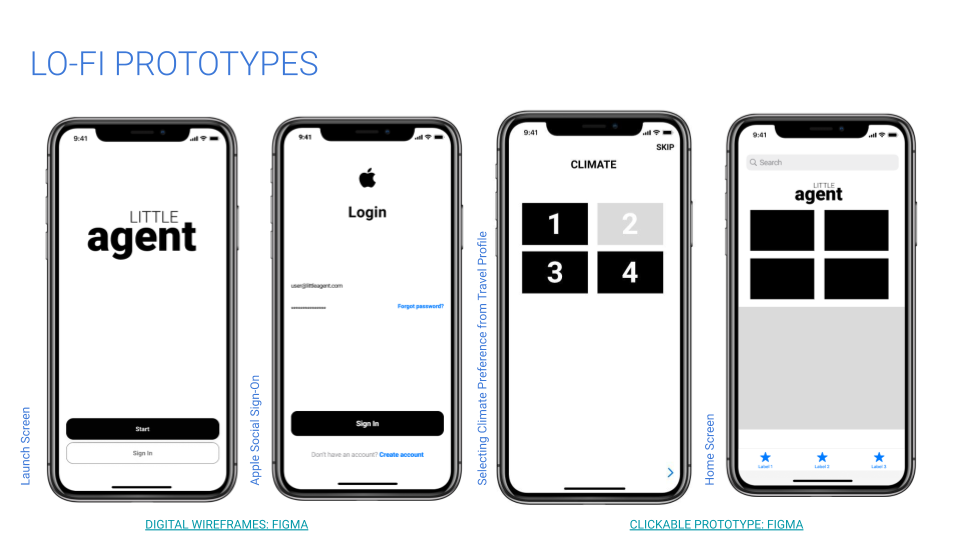 LO-FI PROTOTYPES
Launch Screen
9:41
LITTLE
agent
Start
Sign In
Apple Social Sign-On
9:41
Login
user@littleagent.com
Forgot password?
Sign In
Don't have an account? Create account
Selecting Climate Preference from Travel Profile
9:41
SKIP
CLIMATE
1
2
3
4
Home Screen
9:41
Search
LITTLE
agent
Label 1
Label 2
Label 3
DIGITAL WIREFRAMES: FIGMA
CLICKABLE PROTOTYPE: FIGMA